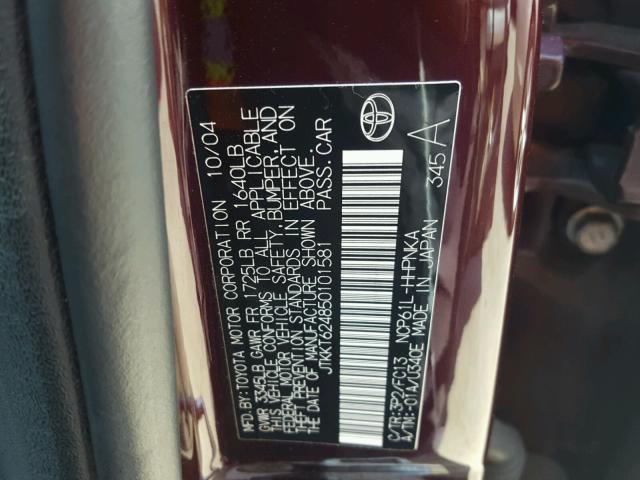 MFD.BY: TOYOTA MOTOR CORPORATION 10/04
GVWR 3345LB GAWR FR 1725LB RR 1640LB
THIS VEHICLE CONFORMS TO ALL APPLICABLE
FEDERAL MOTOR VEHICLE SAFETY, BUMPER, AND
THEFT PREVENTION STANDARDS IN EFFECT ON
THE DATE OF MANUFACTURE SHOWN ABOVE.
JTKKT624850101581 PASS.CAR
C/TR:3P2/FC13 NCP61L-HHPNKA 345 A
A/TM:-01A/U340E MADE IN JAPAN